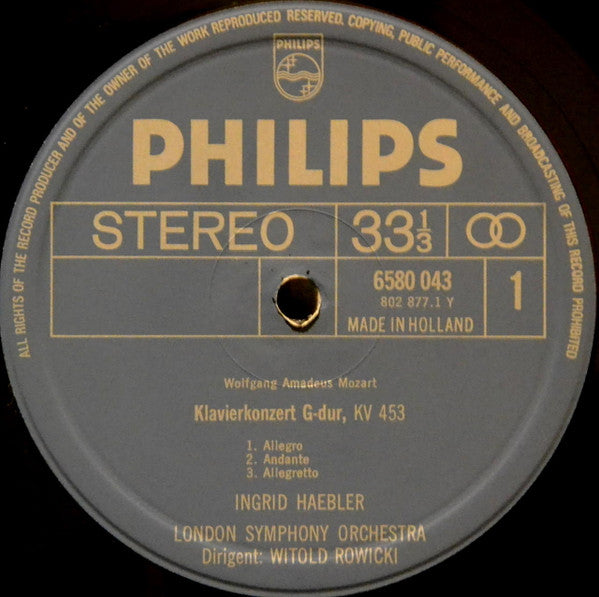 ALL RIGHTS OF THE RECORD PRODUCER AND OF THE OWNER OF THE WORK REPRODUCED RESERVED. COPYING, PUBLIC PERFORMANCE AND BROADCASTING OF THIS RECORD PROHIBITED
PHILIPS
PHILIPS
STEREO 33⅓
6580 043 1
802 877.1 Y
MADE IN HOLLAND
Wolfgang Amadeus Mozart
Klavierkonzert G-dur, KV 453
1. Allegro
2. Andante
3. Allegretto
INGRID HAEBLER
LONDON SYMPHONY ORCHESTRA
Dirigent: WITOLD ROWICKI